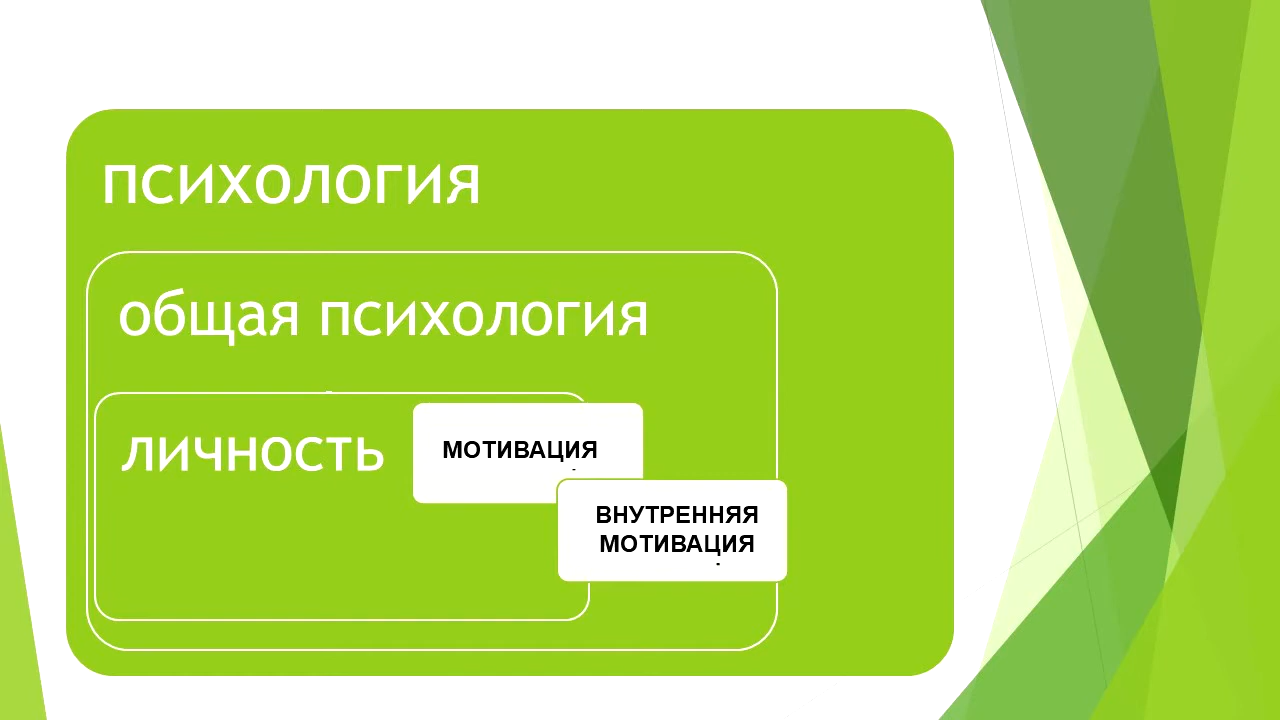 психология
общая психология
личность
МОТИВАЦИЯ
ВНУТРЕННЯЯ
МОТИВАЦИЯ